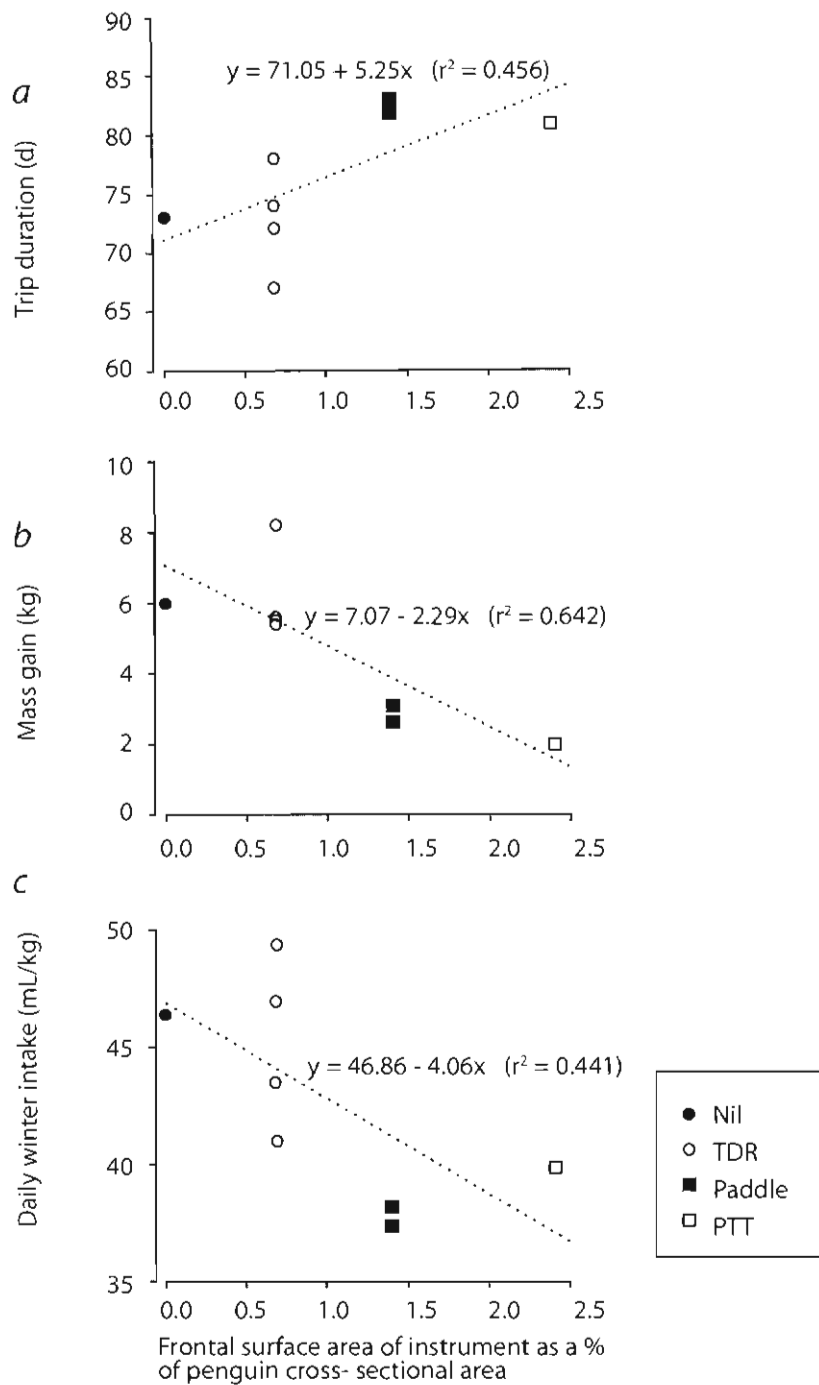 a
Trip duration (d)
90
85
80
75
70
65
60
y = 71.05 + 5.25x (r² = 0.456)
0.0 0.5 1.0 1.5 2.0 2.5
b
Mass gain (kg)
10
8
6
4
2
0
y = 7.07 - 2.29x (r² = 0.642)
0.0 0.5 1.0 1.5 2.0 2.5
c
Daily winter intake (mL/kg)
50
45
40
35
y = 46.86 - 4.06x (r² = 0.441)
0.0 0.5 1.0 1.5 2.0 2.5
Frontal surface area of instrument as a %
of penguin cross- sectional area
Nil
TDR
Paddle
PTT